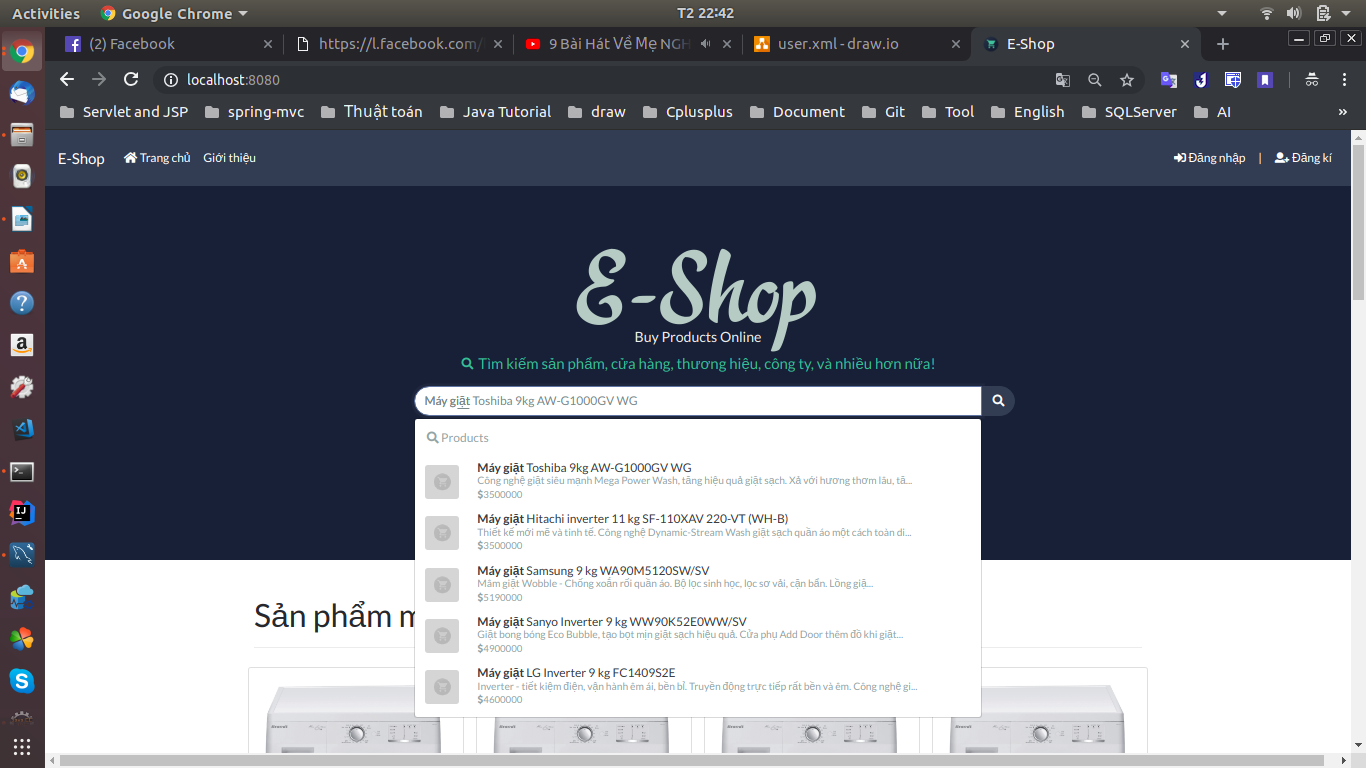 Activities
Google Chrome
T2 22:42
(2) Facebook
https://l.facebook.com/
9 Bài Hát Về Mẹ NGH
user.xml - draw.io
E-Shop
localhost:8080
Servlet and JSP
spring-mvc
Thuật toán
Java Tutorial
draw
Cplusplus
Document
Git
Tool
English
SQLServer
AI
»
E-Shop
Trang chủ
Giới thiệu
Đăng nhập
|
Đăng kí
E-Shop
Buy Products Online
Tìm kiếm sản phẩm, cửa hàng, thương hiệu, công ty, và nhiều hơn nữa!
Máy giặt Toshiba 9kg AW-G1000GV WG
Products
Máy giặt Toshiba 9kg AW-G1000GV WG
Công nghệ giặt siêu mạnh Mega Power Wash, tăng hiệu quả giặt sạch. Xả với hương thơm lâu, tă...
$3500000
Máy giặt Hitachi inverter 11 kg SF-110XAV 220-VT (WH-B)
Thiết kế mới mẽ và tinh tế. Công nghệ Dynamic-Stream Wash giặt sạch quần áo một cách toàn di...
$3500000
Máy giặt Samsung 9 kg WA90M5120SW/SV
Mâm giặt Wobble - Chống xoắn rối quần áo. Bộ lọc sinh học, lọc sơ vải, cặn bẩn. Lồng giặ...
$5190000
Máy giặt Sanyo Inverter 9 kg WW90K52E0WW/SV
Giặt bong bóng Eco Bubble, tạo bọt mịn giặt sạch hiệu quả. Cửa phụ Add Door thêm đồ khi giặt...
$4900000
Máy giặt LG Inverter 9 kg FC1409S2E
Inverter - tiết kiệm điện, vận hành êm ái, bền bỉ. Truyền động trực tiếp rất bền và êm. Công nghệ gi...
$4600000
Sản phẩm m
Brandt
Brandt
Brandt
Brandt